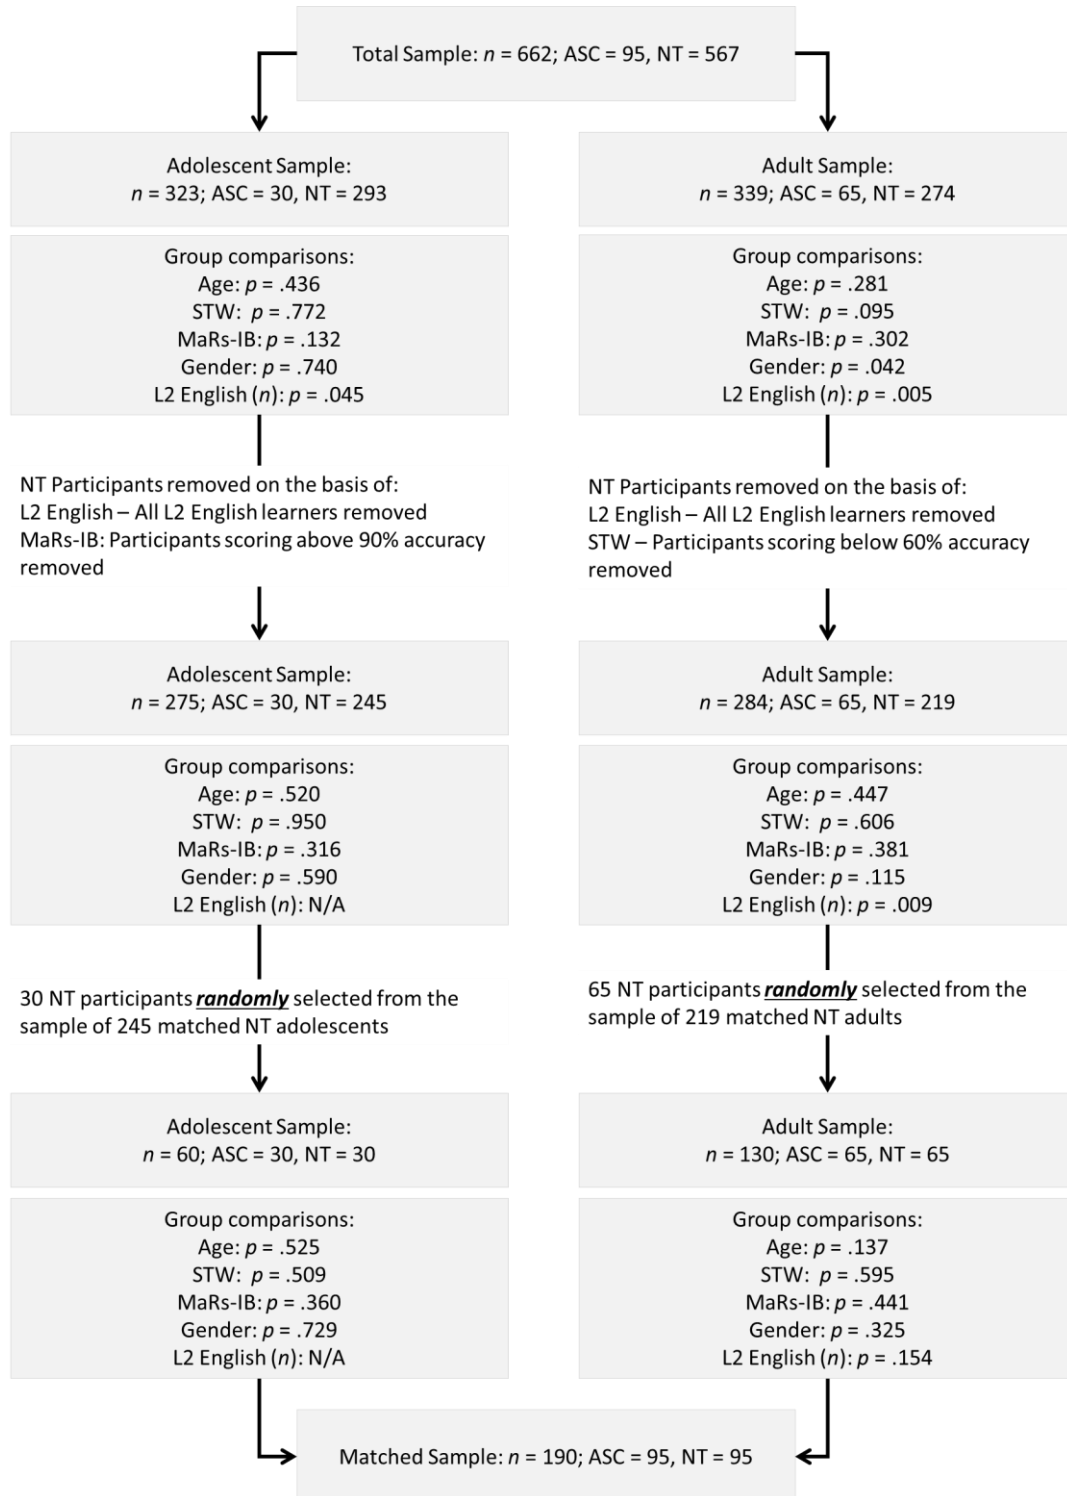 Total Sample: n = 662; ASC = 95, NT = 567
Adolescent Sample:
n = 323; ASC = 30, NT = 293
Group comparisons:
Age: p = .436
STW: p = .772
MaRs-IB: p = .132
Gender: p = .740
L2 English (n): p = .045
NT Participants removed on the basis of:
L2 English – All L2 English learners removed
MaRs-IB: Participants scoring above 90% accuracy
removed
Adolescent Sample:
n = 275; ASC = 30, NT = 245
Group comparisons:
Age: p = .520
STW: p = .950
MaRs-IB: p = .316
Gender: p = .590
L2 English (n): N/A
30 NT participants randomly selected from the
sample of 245 matched NT adolescents
Adolescent Sample:
n = 60; ASC = 30, NT = 30
Group comparisons:
Age: p = .525
STW: p = .509
MaRs-IB: p = .360
Gender: p = .729
L2 English (n): N/A
Adult Sample:
n = 339; ASC = 65, NT = 274
Group comparisons:
Age: p = .281
STW: p = .095
MaRs-IB: p = .302
Gender: p = .042
L2 English (n): p = .005
NT Participants removed on the basis of:
L2 English – All L2 English learners removed
STW – Participants scoring below 60% accuracy
removed
Adult Sample:
n = 284; ASC = 65, NT = 219
Group comparisons:
Age: p = .447
STW: p = .606
MaRs-IB: p = .381
Gender: p = .115
L2 English (n): p = .009
65 NT participants randomly selected from the
sample of 219 matched NT adults
Adult Sample:
n = 130; ASC = 65, NT = 65
Group comparisons:
Age: p = .137
STW: p = .595
MaRs-IB: p = .441
Gender: p = .325
L2 English (n): p = .154
Matched Sample: n = 190; ASC = 95, NT = 95